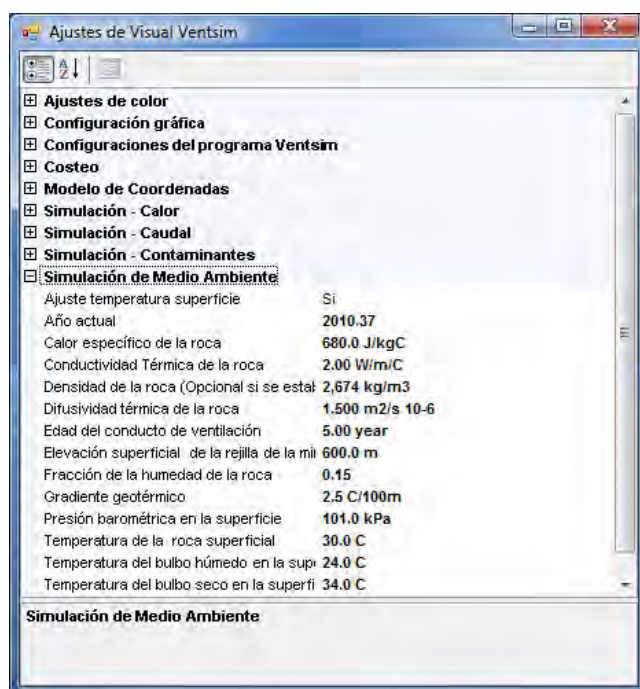 Ajustes de Visual Ventsim
Ajustes de color
Configuración gráfica
Configuraciones del programa Ventsim
Costeo
Modelo de Coordenadas
Simulación - Calor
Simulación - Caudal
Simulación - Contaminantes
Simulación de Medio Ambiente
Ajuste temperatura superficie Si
Año actual 2010.37
Calor específico de la roca 680.0 J/kgC
Conductividad Térmica de la roca 2.00 W/m/C
Densidad de la roca (Opcional si se estal 2,674 kg/m3
Difusividad térmica de la roca 1.500 m2/s 10-6
Edad del conducto de ventilación 5.00 year
Elevación superficial de la rejilla de la mi 600.0 m
Fracción de la humedad de la roca 0.15
Gradiente geotérmico 2.5 C/100m
Presión barométrica en la superficie 101.0 kPa
Temperatura de la roca superficial 30.0 C
Temperatura del bulbo húmedo en la supe 24.0 C
Temperatura del bulbo seco en la superfi 34.0 C
Simulación de Medio Ambiente